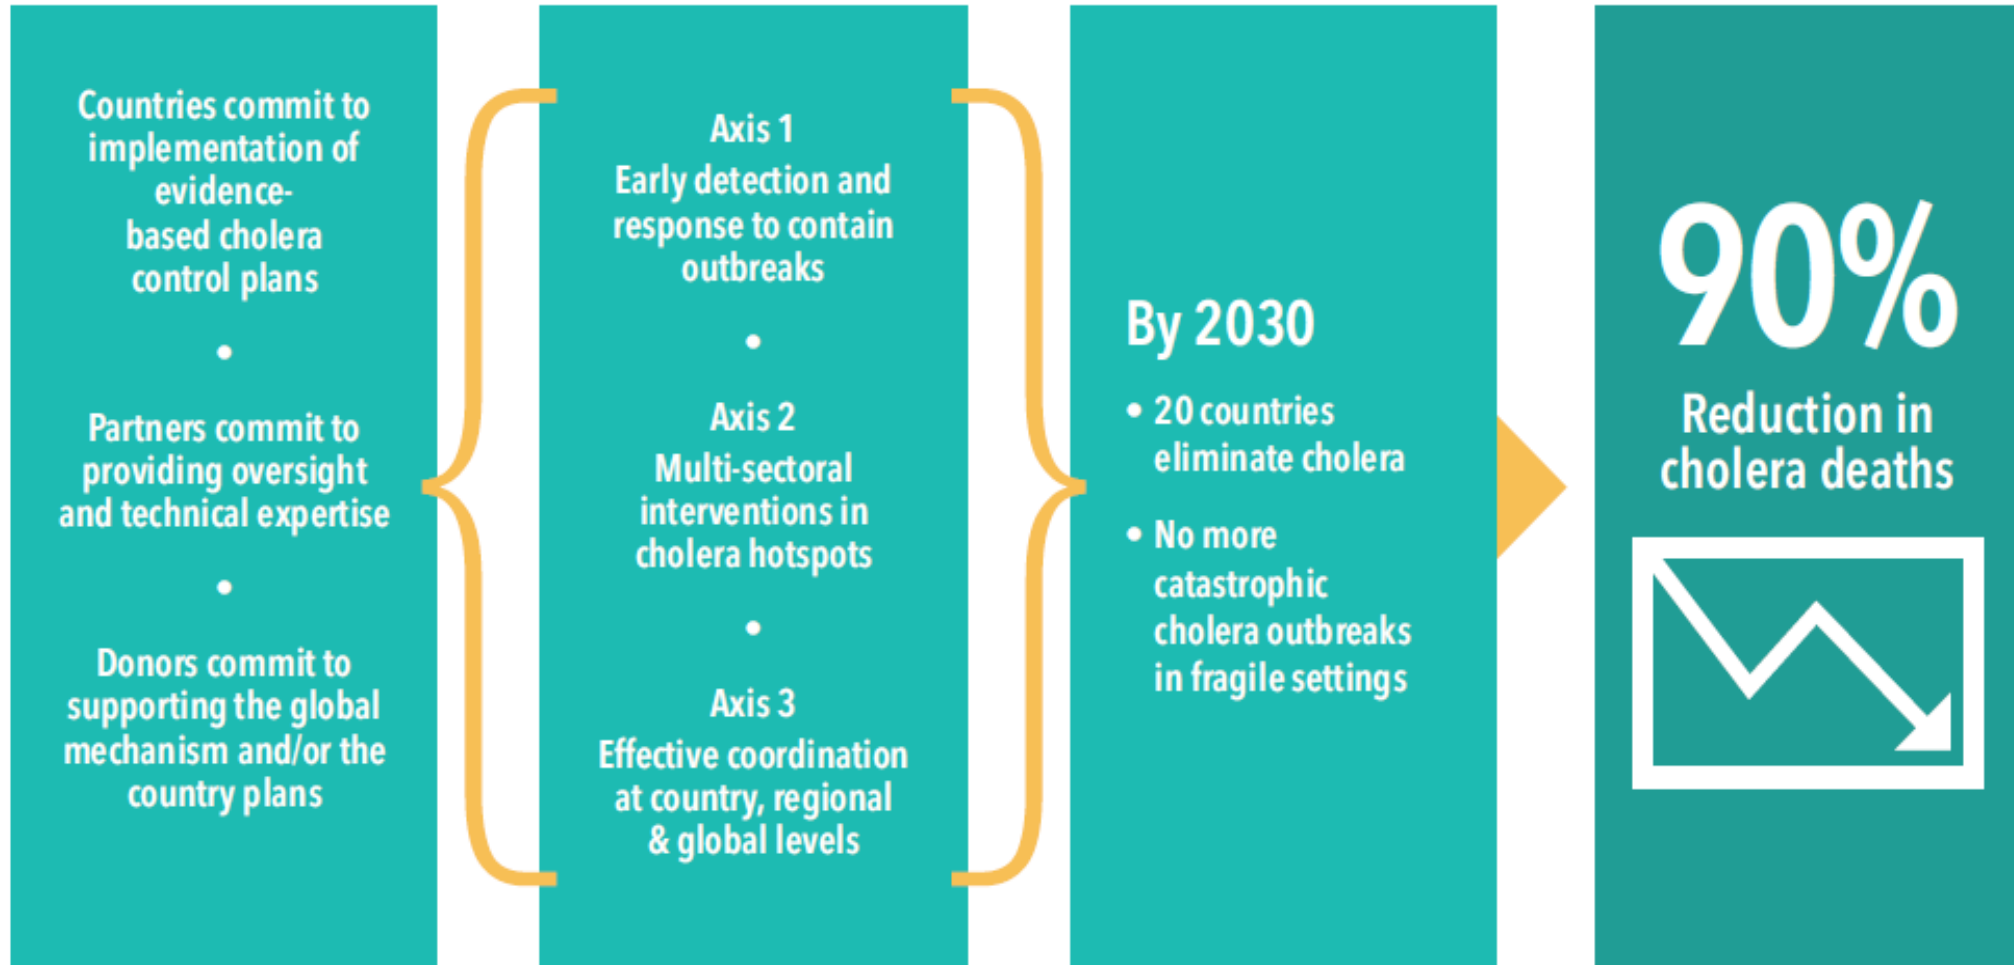 Countries commit to
implementation of
evidence-
based cholera
control plans
•
Partners commit to
providing oversight
and technical expertise
•
Donors commit to
supporting the global
mechanism and/or the
country plans
Axis 1
Early detection and
response to contain
outbreaks
•
Axis 2
Multi-sectoral
interventions in
cholera hotspots
•
Axis 3
Effective coordination
at country, regional
& global levels
By 2030
• 20 countries
eliminate cholera
• No more
catastrophic
cholera outbreaks
in fragile settings
90%
Reduction in
cholera deaths